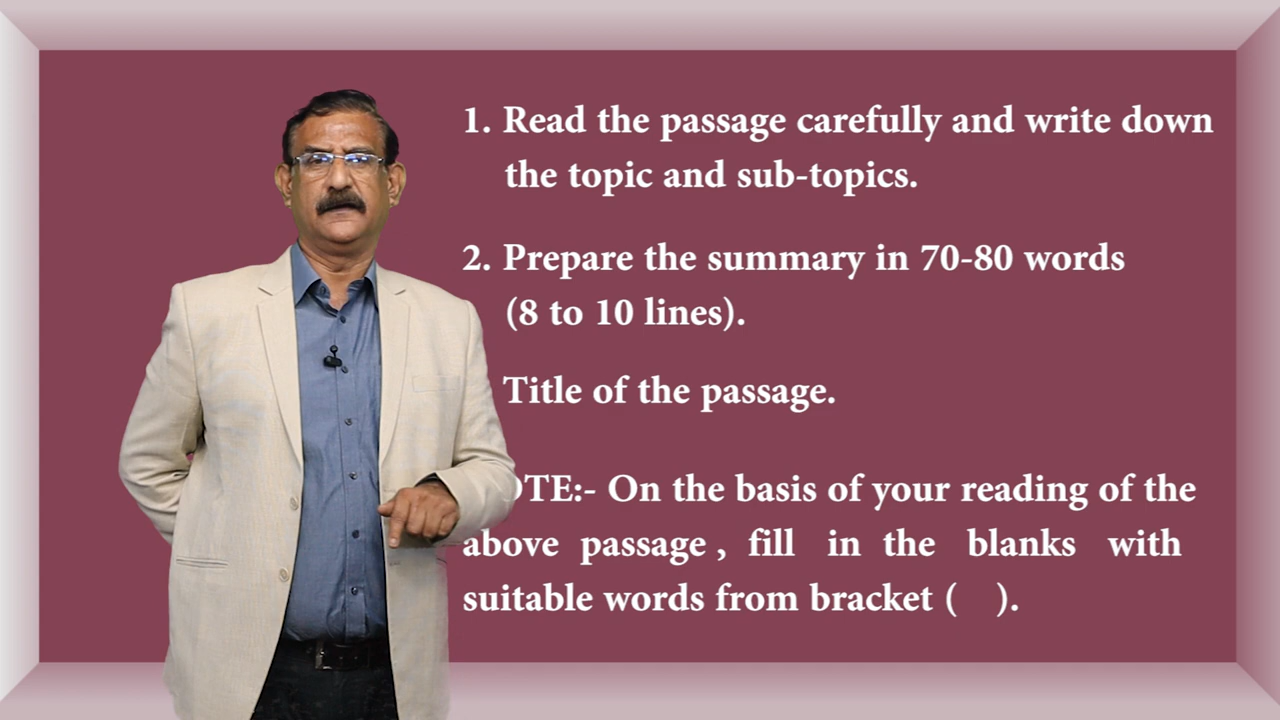 1. Read the passage carefully and write down
the topic and sub-topics.
2. Prepare the summary in 70-80 words
(8 to 10 lines).
Title of the passage.
OTE:- On the basis of your reading of the
above passage , fill in the blanks with
suitable words from bracket ( ).